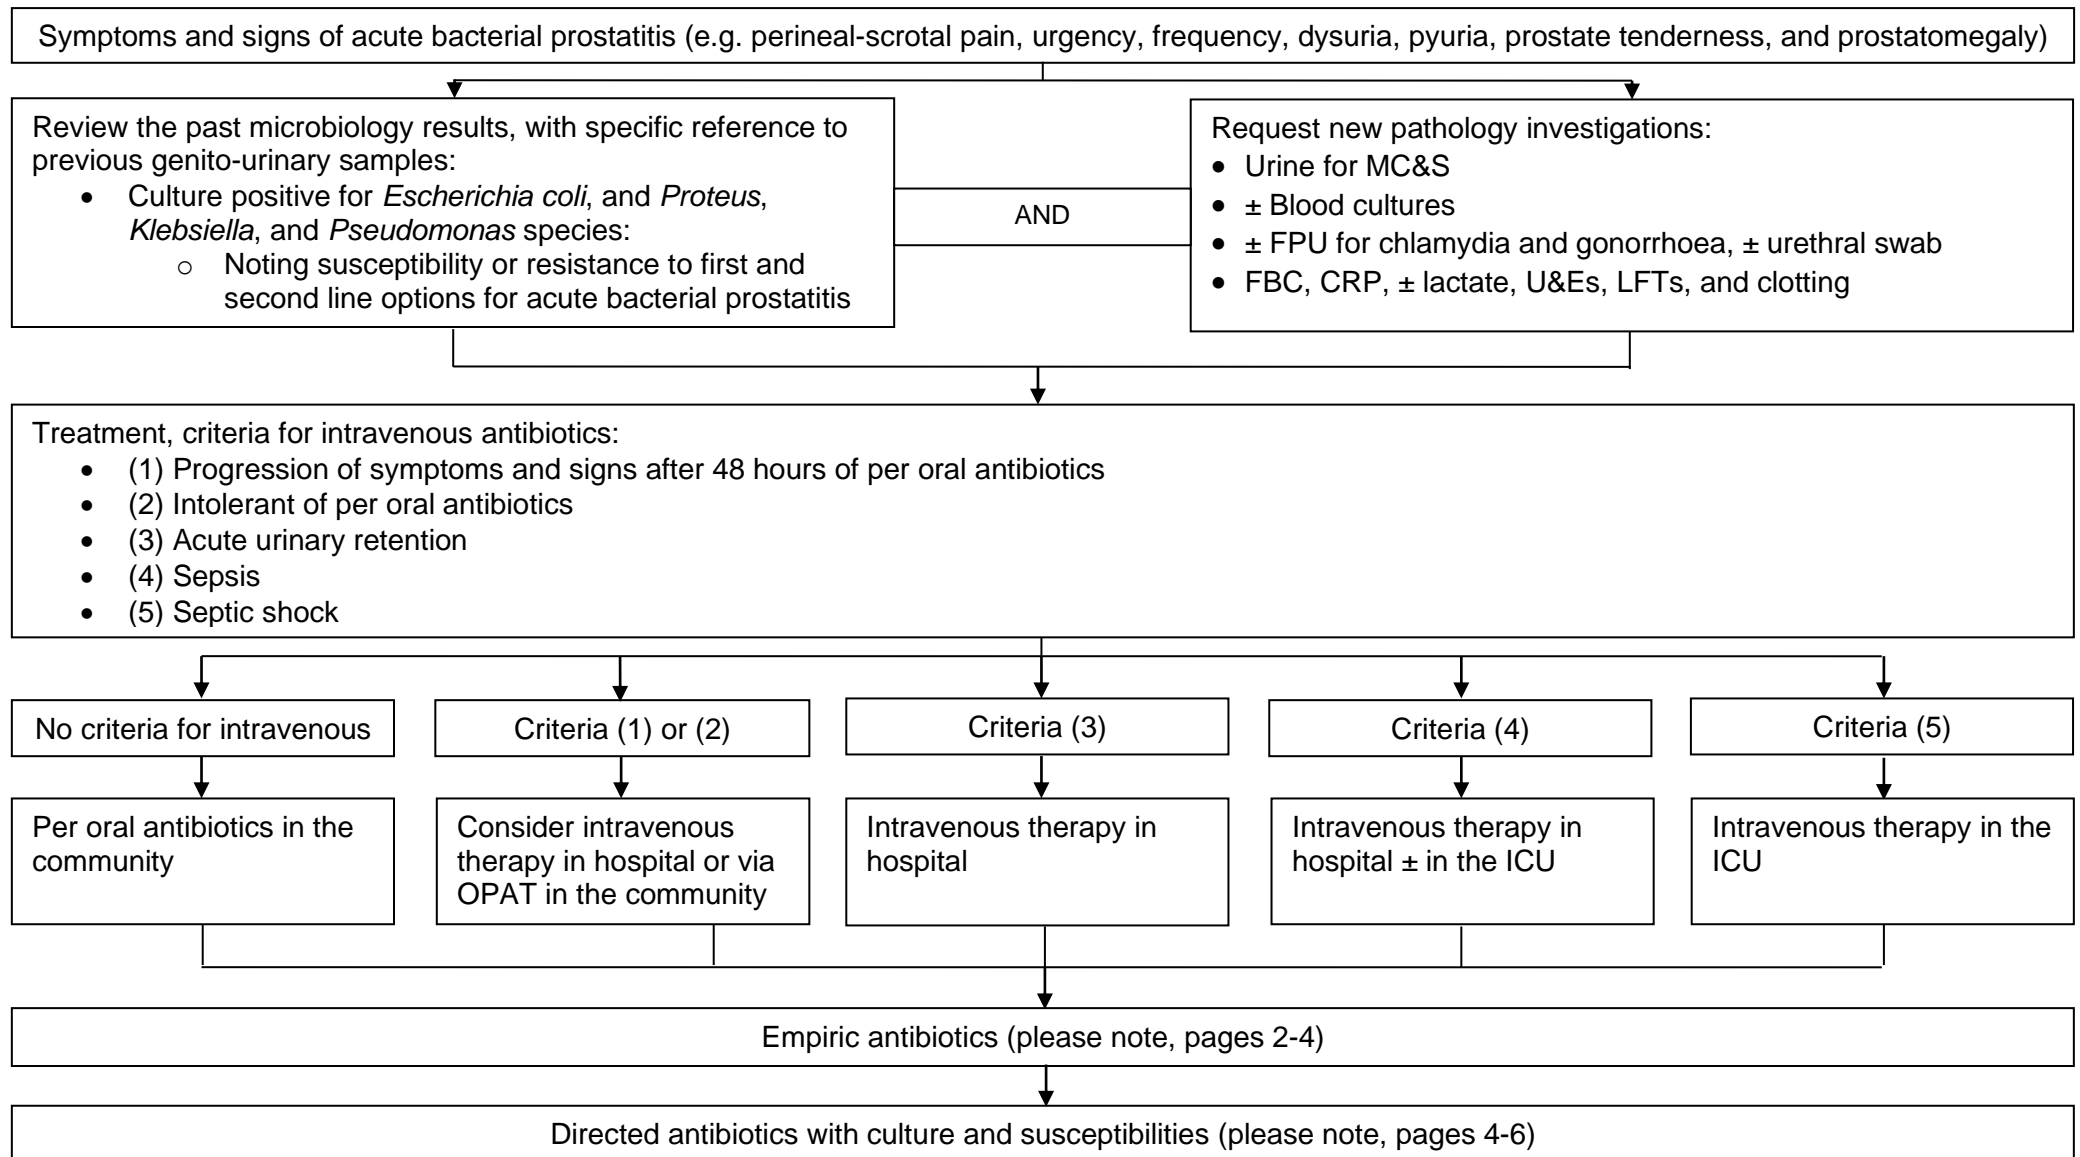 Symptoms and signs of acute bacterial prostatitis (e.g. perineal-scrotal pain, urgency, frequency, dysuria, pyuria, prostate tenderness, and prostatomegaly)
Review the past microbiology results, with specific reference to
previous genito-urinary samples:
• Culture positive for Escherichia coli, and Proteus,
Klebsiella, and Pseudomonas species:
○ Noting susceptibility or resistance to first and
second line options for acute bacterial prostatitis
AND
Request new pathology investigations:
• Urine for MC&S
• ± Blood cultures
• ± FPU for chlamydia and gonorrhoea, ± urethral swab
• FBC, CRP, ± lactate, U&Es, LFTs, and clotting
Treatment, criteria for intravenous antibiotics:
• (1) Progression of symptoms and signs after 48 hours of per oral antibiotics
• (2) Intolerant of per oral antibiotics
• (3) Acute urinary retention
• (4) Sepsis
• (5) Septic shock
No criteria for intravenous
Criteria (1) or (2)
Criteria (3)
Criteria (4)
Criteria (5)
Per oral antibiotics in the
community
Consider intravenous
therapy in hospital or via
OPAT in the community
Intravenous therapy in
hospital
Intravenous therapy in
hospital ± in the ICU
Intravenous therapy in the
ICU
Empiric antibiotics (please note, pages 2-4)
Directed antibiotics with culture and susceptibilities (please note, pages 4-6)